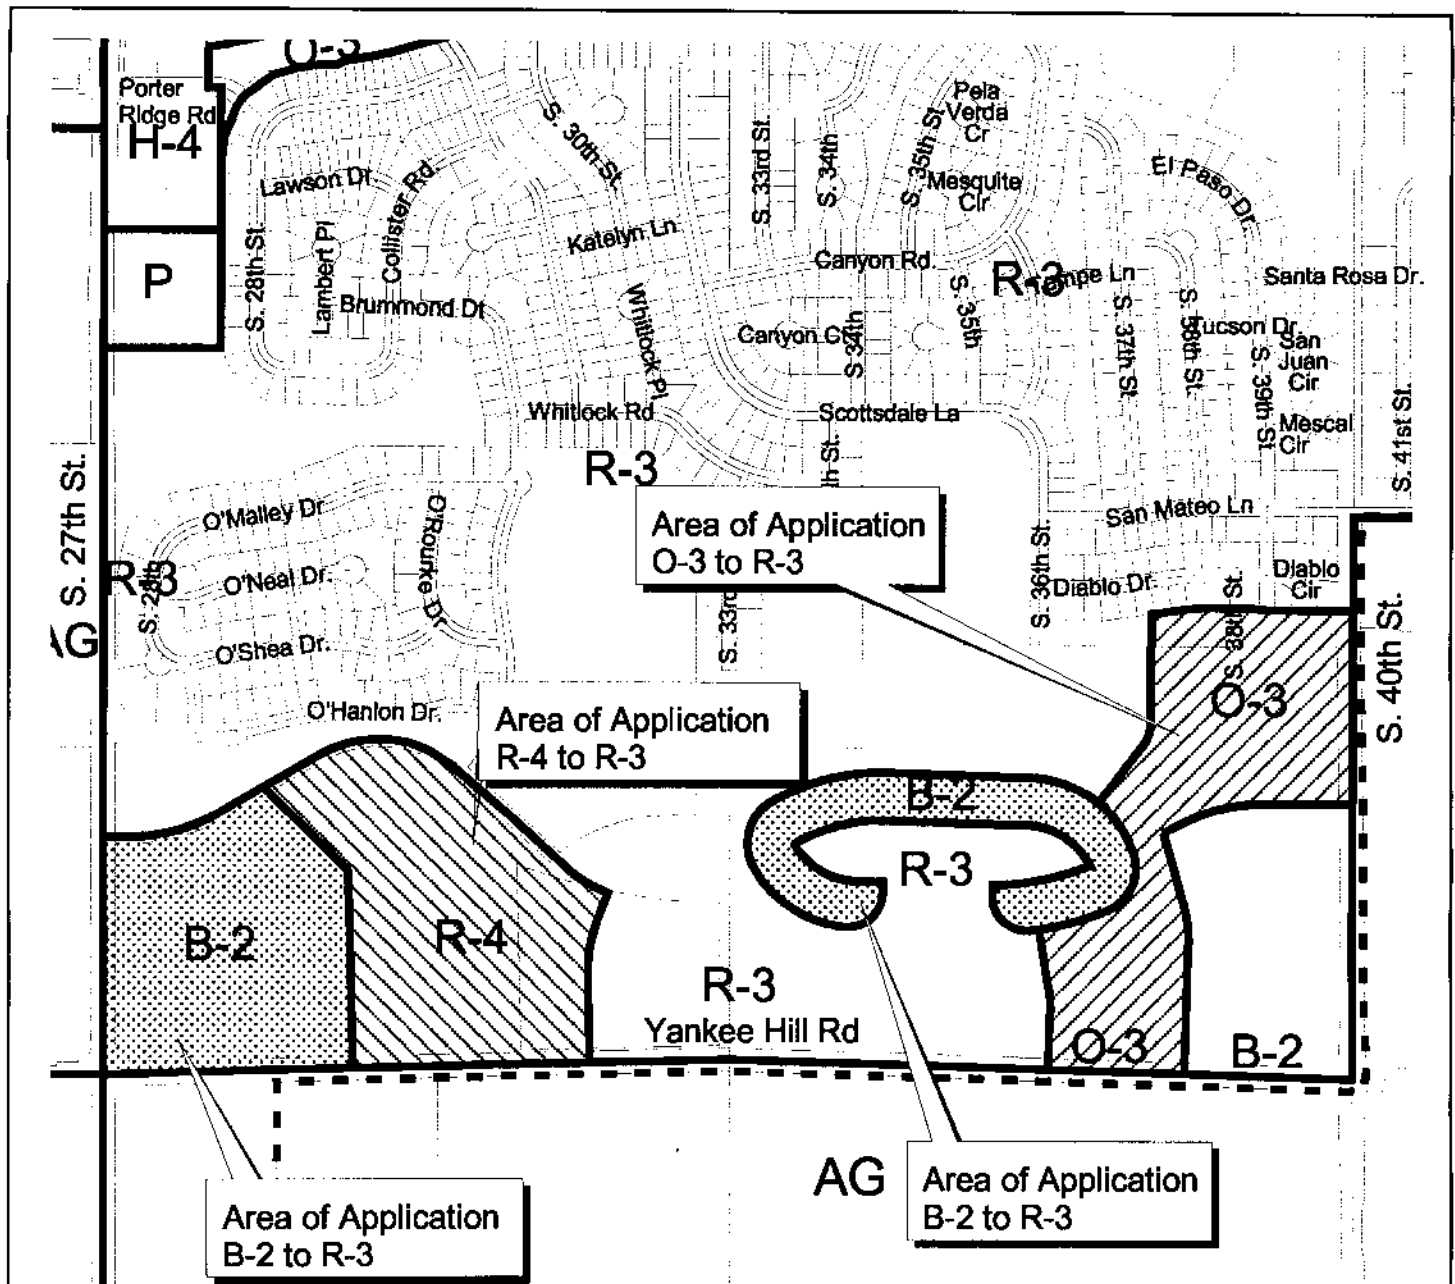 O-3
Porter
Ridge Rd
H-4
P
S. 27th St.
AG
S. 28th St.
Lawson Dr.
Lambert Pl
Collister Rd.
Brummond Dr
S. 30th St.
Katelyn Ln
Whitlock Pl
Whitlock Rd
S. 33rd St.
S. 34th
S. 35th St.
Pela
Verda
Cr
Mesquite
Cir
Canyon Rd
Canyon Ct
S. 34th
S. 35th
R-3
El Paso Dr.
Santa Rosa Dr.
Tucson Dr.
San
Juan
Cir
S. 37th St.
S. 38th St.
S. 39th St.
Mescal
Cir
S. 41st St.
Scottsdale La
R-3
th St.
O'Malley Dr
O'Rourke Dr
O'Neal Dr.
R-3
S. 28th
O'Shea Dr.
O'Hanlon Dr.
Area of Application
O-3 to R-3
S. 33rd
S. 36th St.
San Mateo Ln
Diablo Dr.
Diablo
Cir
S. 38th St.
S. 40th St.
O-3
Area of Application
R-4 to R-3
B-2
R-3
B-2
R-4
R-3
Yankee Hill Rd
O-3
B-2
AG
Area of Application
B-2 to R-3
Area of Application
B-2 to R-3